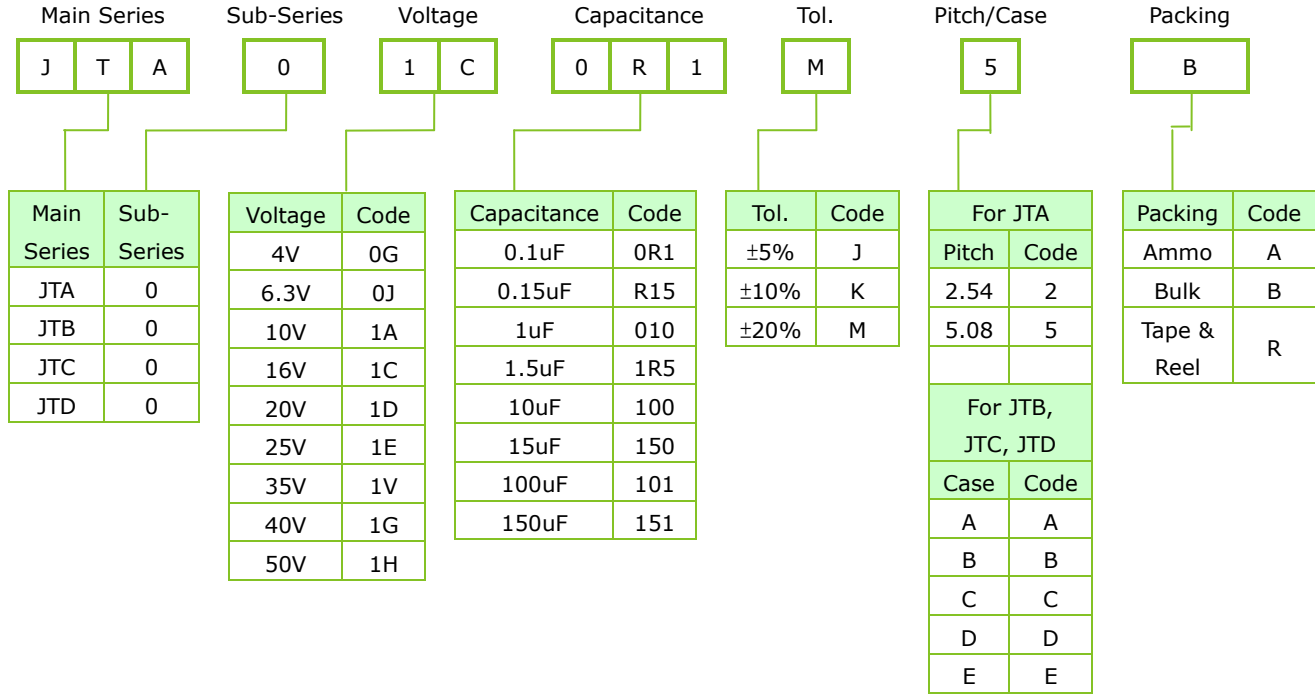 Main Series Sub-Series Voltage Capacitance Tol. Pitch/Case Packing
J T A 0 1 C 0 R 1 M 5 B
Main Series Sub-Series
JTA 0
JTB 0
JTC 0
JTD 0
Voltage Code
4V 0G
6.3V 0J
10V 1A
16V 1C
20V 1D
25V 1E
35V 1V
40V 1G
50V 1H
Capacitance Code
0.1uF 0R1
0.15uF R15
1uF 010
1.5uF 1R5
10uF 100
15uF 150
100uF 101
150uF 151
Tol. Code
±5% J
±10% K
±20% M
For JTA
Pitch Code
2.54 2
5.08 5
For JTB,
JTC, JTD
Case Code
A A
B B
C C
D D
E E
Packing Code
Ammo A
Bulk B
Tape &
Reel R